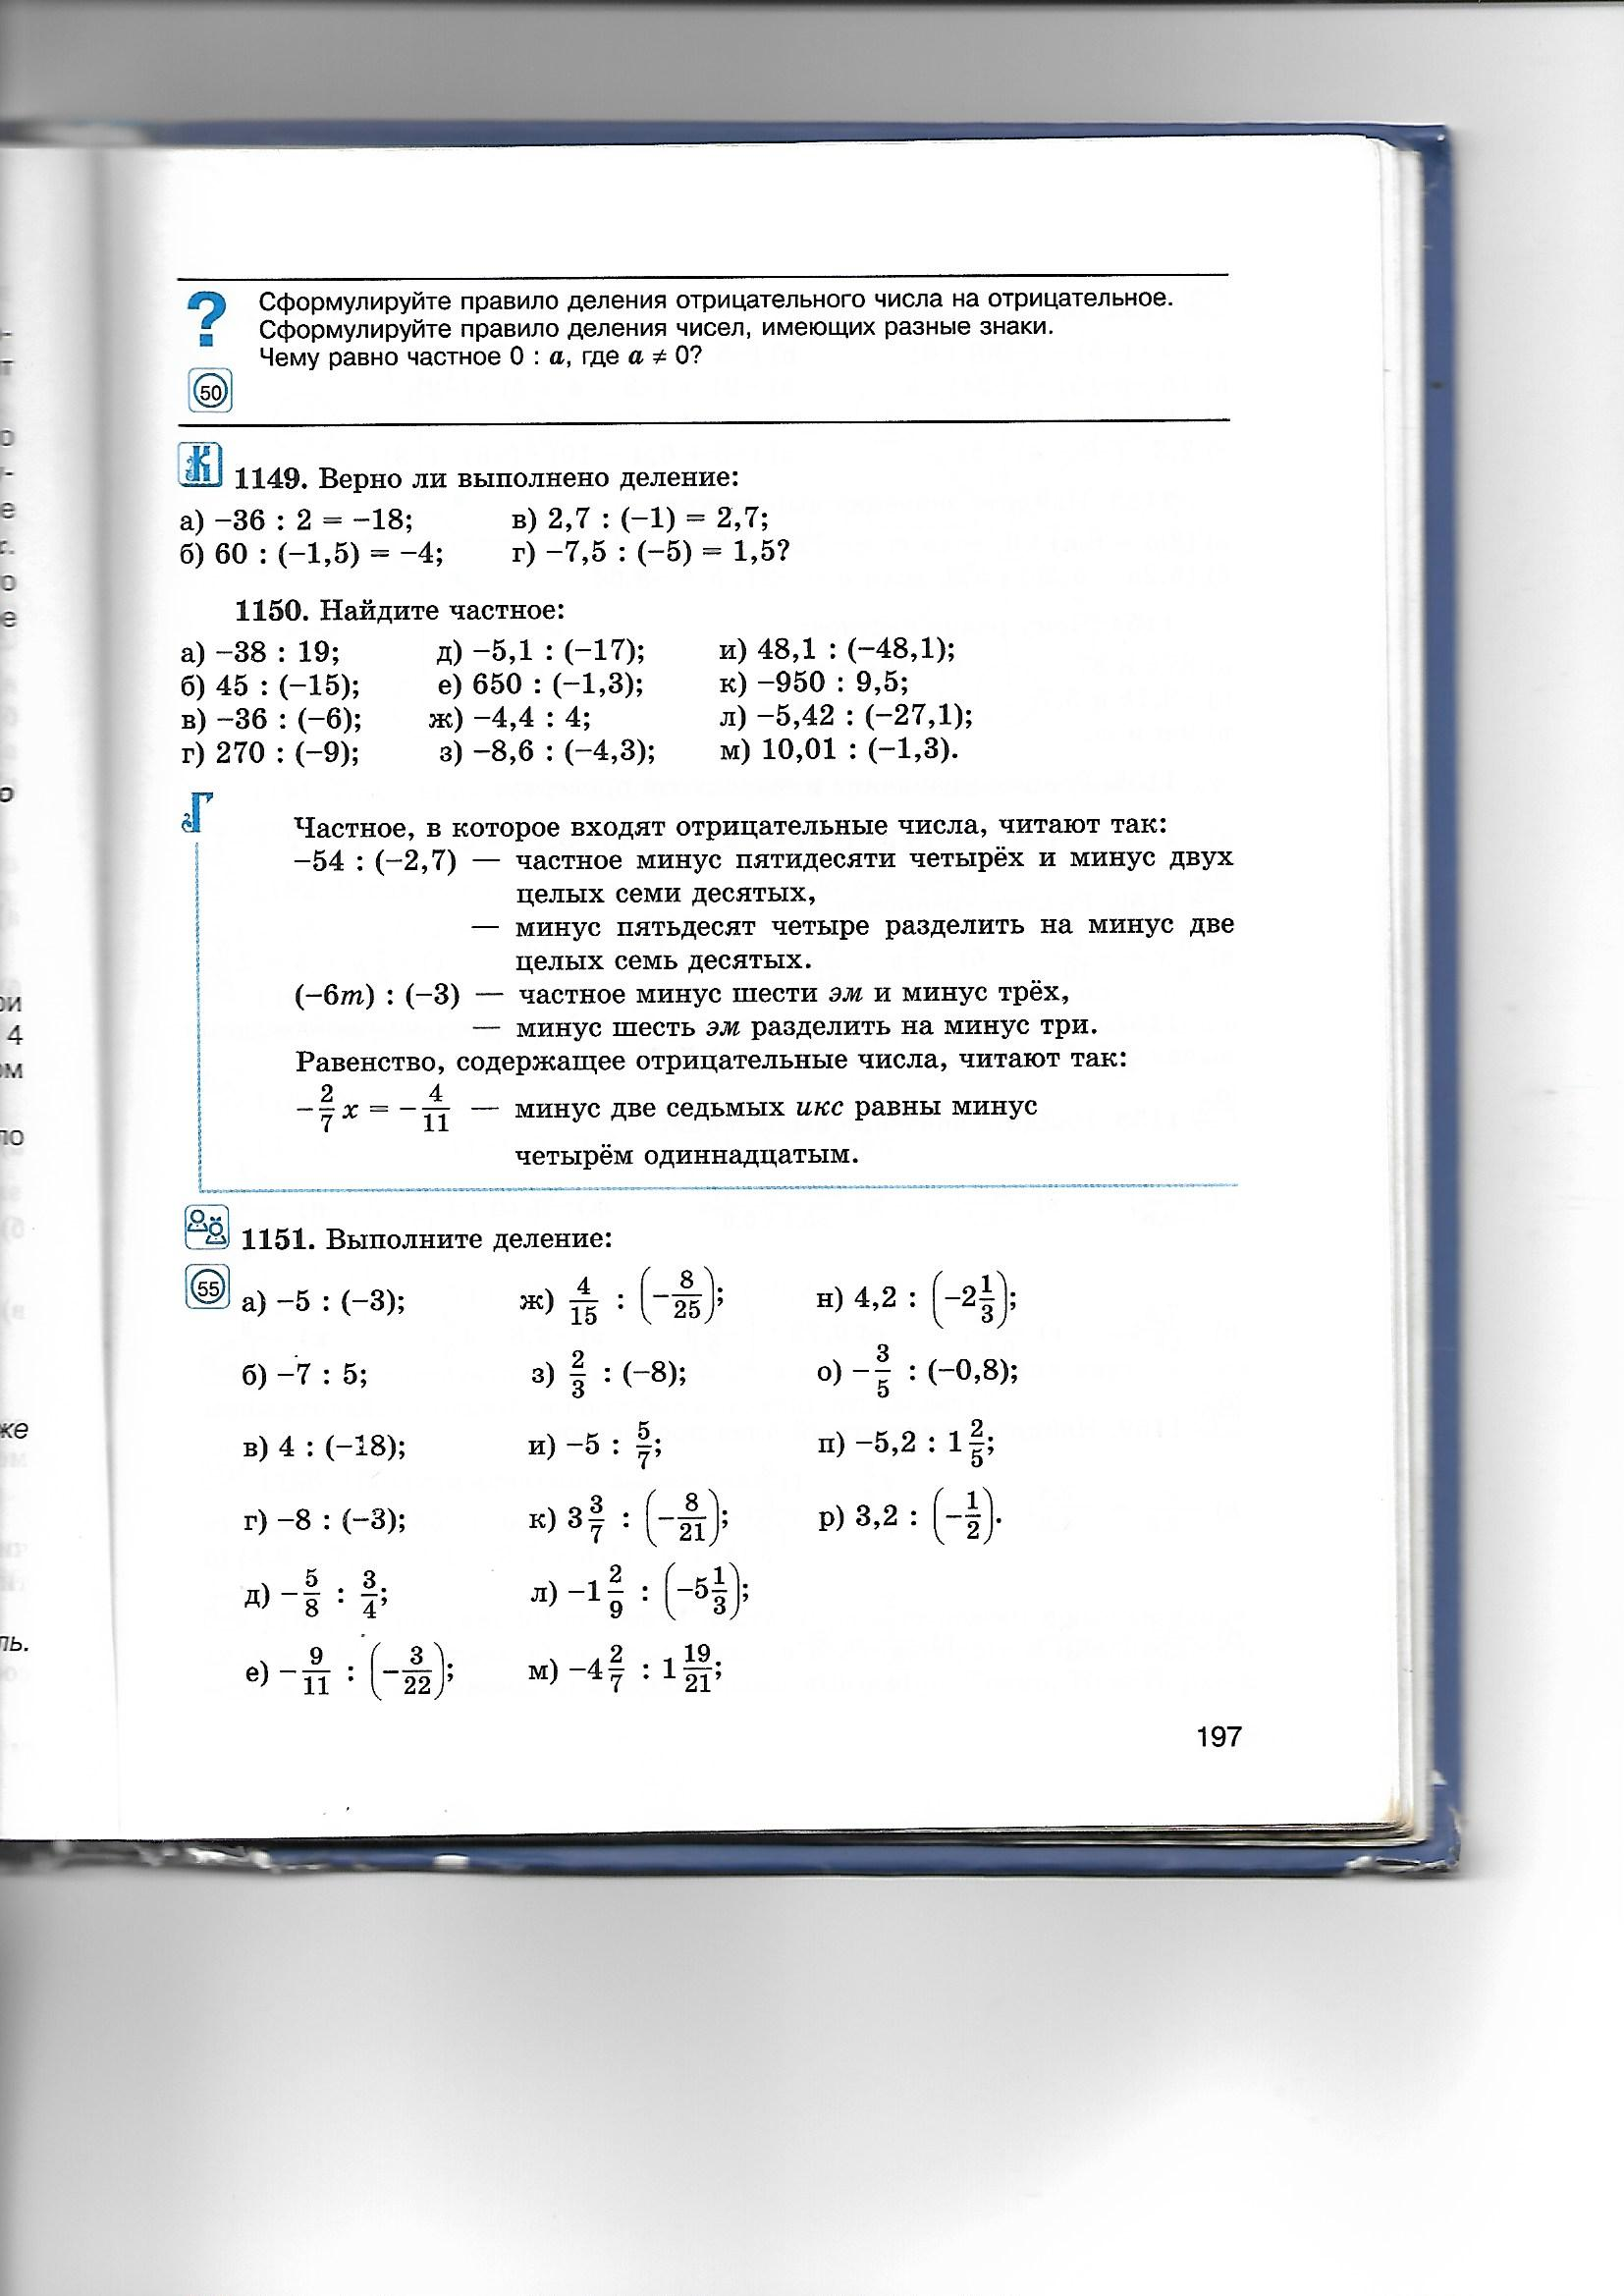 Сформулируйте правило деления отрицательного числа на отрицательное.
Сформулируйте правило деления чисел, имеющих разные знаки.
Чему равно частное 0 : a, где a ≠ 0?
50
К
1149. Верно ли выполнено деление:
а) –36 : 2 = –18; в) 2,7 : (–1) = 2,7;
б) 60 : (–1,5) = –4; г) –7,5 : (–5) = 1,5?
1150. Найдите частное:
а) –38 : 19; д) –5,1 : (–17); и) 48,1 : (–48,1);
б) 45 : (–15); е) 650 : (–1,3); к) –950 : 9,5;
в) –36 : (–6); ж) –4,4 : 4; л) –5,42 : (–27,1);
г) 270 : (–9); з) –8,6 : (–4,3); м) 10,01 : (–1,3).
Г
Частное, в которое входят отрицательные числа, читают так:
–54 : (–2,7) — частное минус пятидесяти четырёх и минус двух
целых семи десятых,
— минус пятьдесят четыре разделить на минус две
целых семь десятых.
(–6m) : (–3) — частное минус шести эм и минус трёх,
— минус шесть эм разделить на минус три.
Равенство, содержащее отрицательные числа, читают так:
–2/7 x = –4/11 — минус две седьмых икс равны минус
четырём одиннадцатым.
1151. Выполните деление:
55
а) –5 : (–3); ж) 4/15 : (–8/25); н) 4,2 : (–2 1/3);
б) –7 : 5; з) 2/3 : (–8); о) –3/5 : (–0,8);
в) 4 : (–18); и) –5 : 5/7; п) –5,2 : 1 2/5;
г) –8 : (–3); к) 3 3/7 : (–8/21); р) 3,2 : (–1/2).
д) –5/8 : 3/4; л) –1 2/9 : (–5 1/3);
е) –9/11 : (–3/22); м) –4 2/7 : 1 19/21;
197